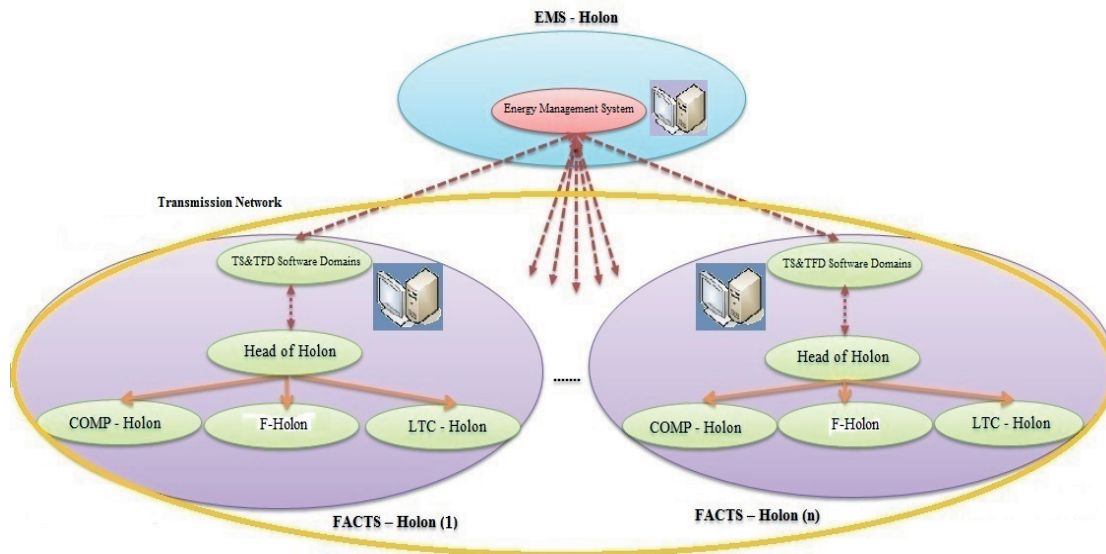 EMS - Holon
Energy Management System
Transmission Network
TS&TFD Software Domains
TS&TFD Software Domains
Head of Holon
Head of Holon
.......
COMP - Holon
F-Holon
LTC - Holon
COMP - Holon
F-Holon
LTC - Holon
FACTS – Holon (1)
FACTS – Holon (n)